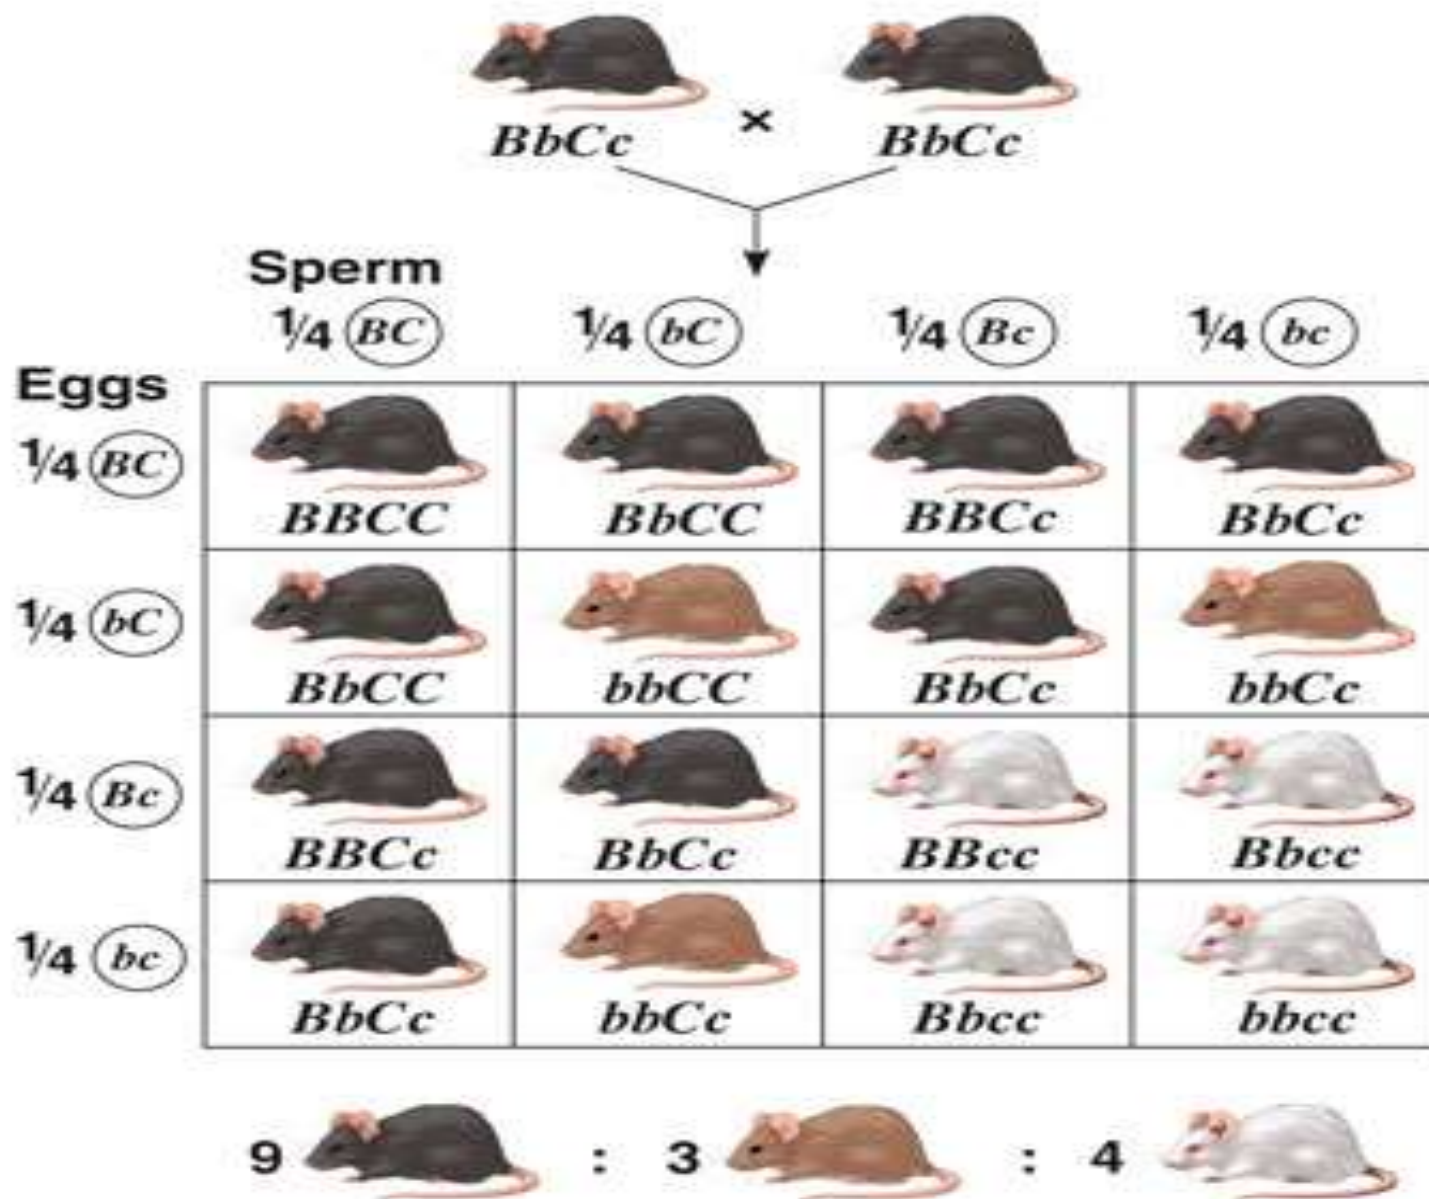 BbCc × BbCc
Sperm
1/4 BC 1/4 bC 1/4 Bc 1/4 bc
Eggs
1/4 BC
BBCC BbCC BBCc BbCc
1/4 bC
BbCC bbCC BbCc bbCc
1/4 Bc
BBCc BbCc BBcc Bbcc
1/4 bc
BbCc bbCc Bbcc bbcc
9 : 3 : 4